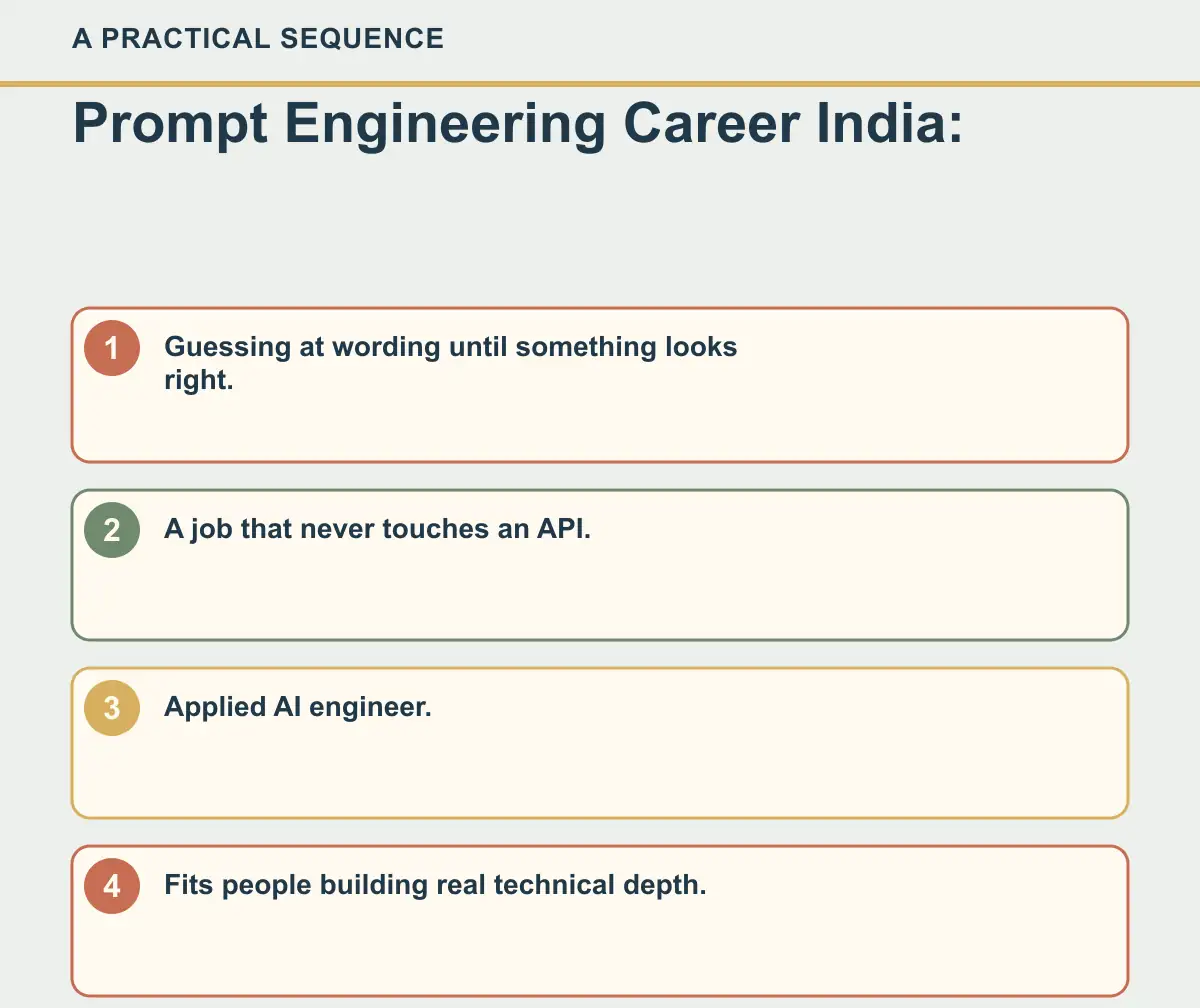 A PRACTICAL SEQUENCE
Prompt Engineering Career India:
1
Guessing at wording until something looks
right.
2
A job that never touches an API.
3
Applied AI engineer.
4
Fits people building real technical depth.